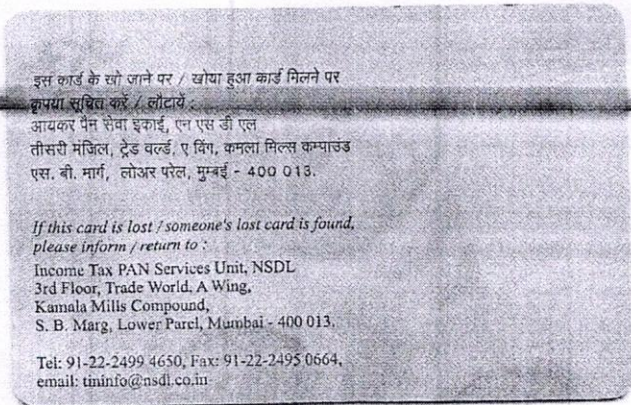 इस कार्ड के खो जाने पर / खोया हुआ कार्ड मिलने पर
कृपया सूचित करें / लौटायें :
आयकर पैन सेवा इकाई, एन एस डी एल
तीसरी मंजिल, ट्रेड वर्ल्ड, ए विंग, कमला मिल्स कम्पाउंड
एस. बी. मार्ग, लोअर परेल, मुम्बई - 400 013.
If this card is lost / someone's lost card is found,
please inform / return to :
Income Tax PAN Services Unit, NSDL
3rd Floor, Trade World, A Wing,
Kamala Mills Compound,
S. B. Marg, Lower Parel, Mumbai - 400 013.
Tel: 91-22-2499 4650, Fax: 91-22-2495 0664,
email: tininfo@nsdl.co.in